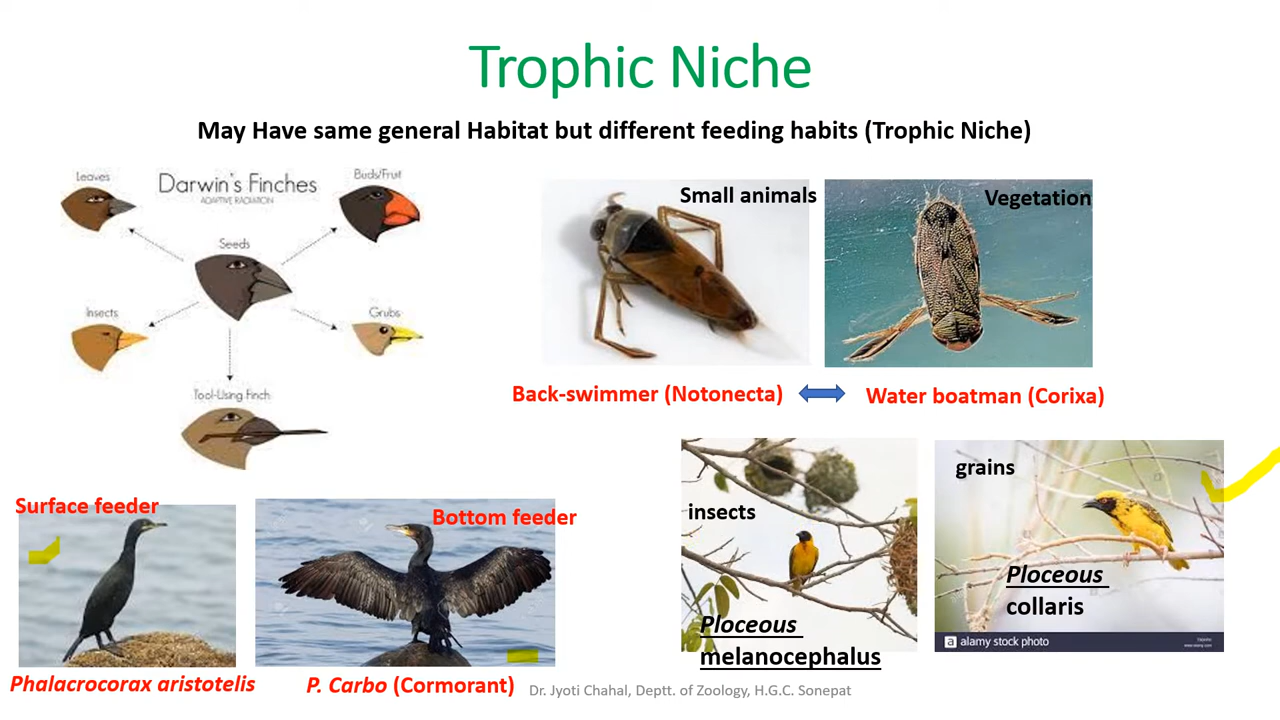 Trophic Niche
May Have same general Habitat but different feeding habits (Trophic Niche)
Leaves
Darwin's Finches
ADAPTIVE RADIATION
Buds/Fruit
Seeds
Insects
Grubs
Tool-Using Finch
Small animals
Vegetation
Back-swimmer (Notonecta)
Water boatman (Corixa)
Surface feeder
Bottom feeder
Phalacrocorax aristotelis
P. Carbo (Cormorant)
insects
Ploceous
melanocephalus
grains
Ploceous
collaris
a alamy stock photo
Dr. Jyoti Chahal, Deptt. of Zoology, H.G.C. Sonepat